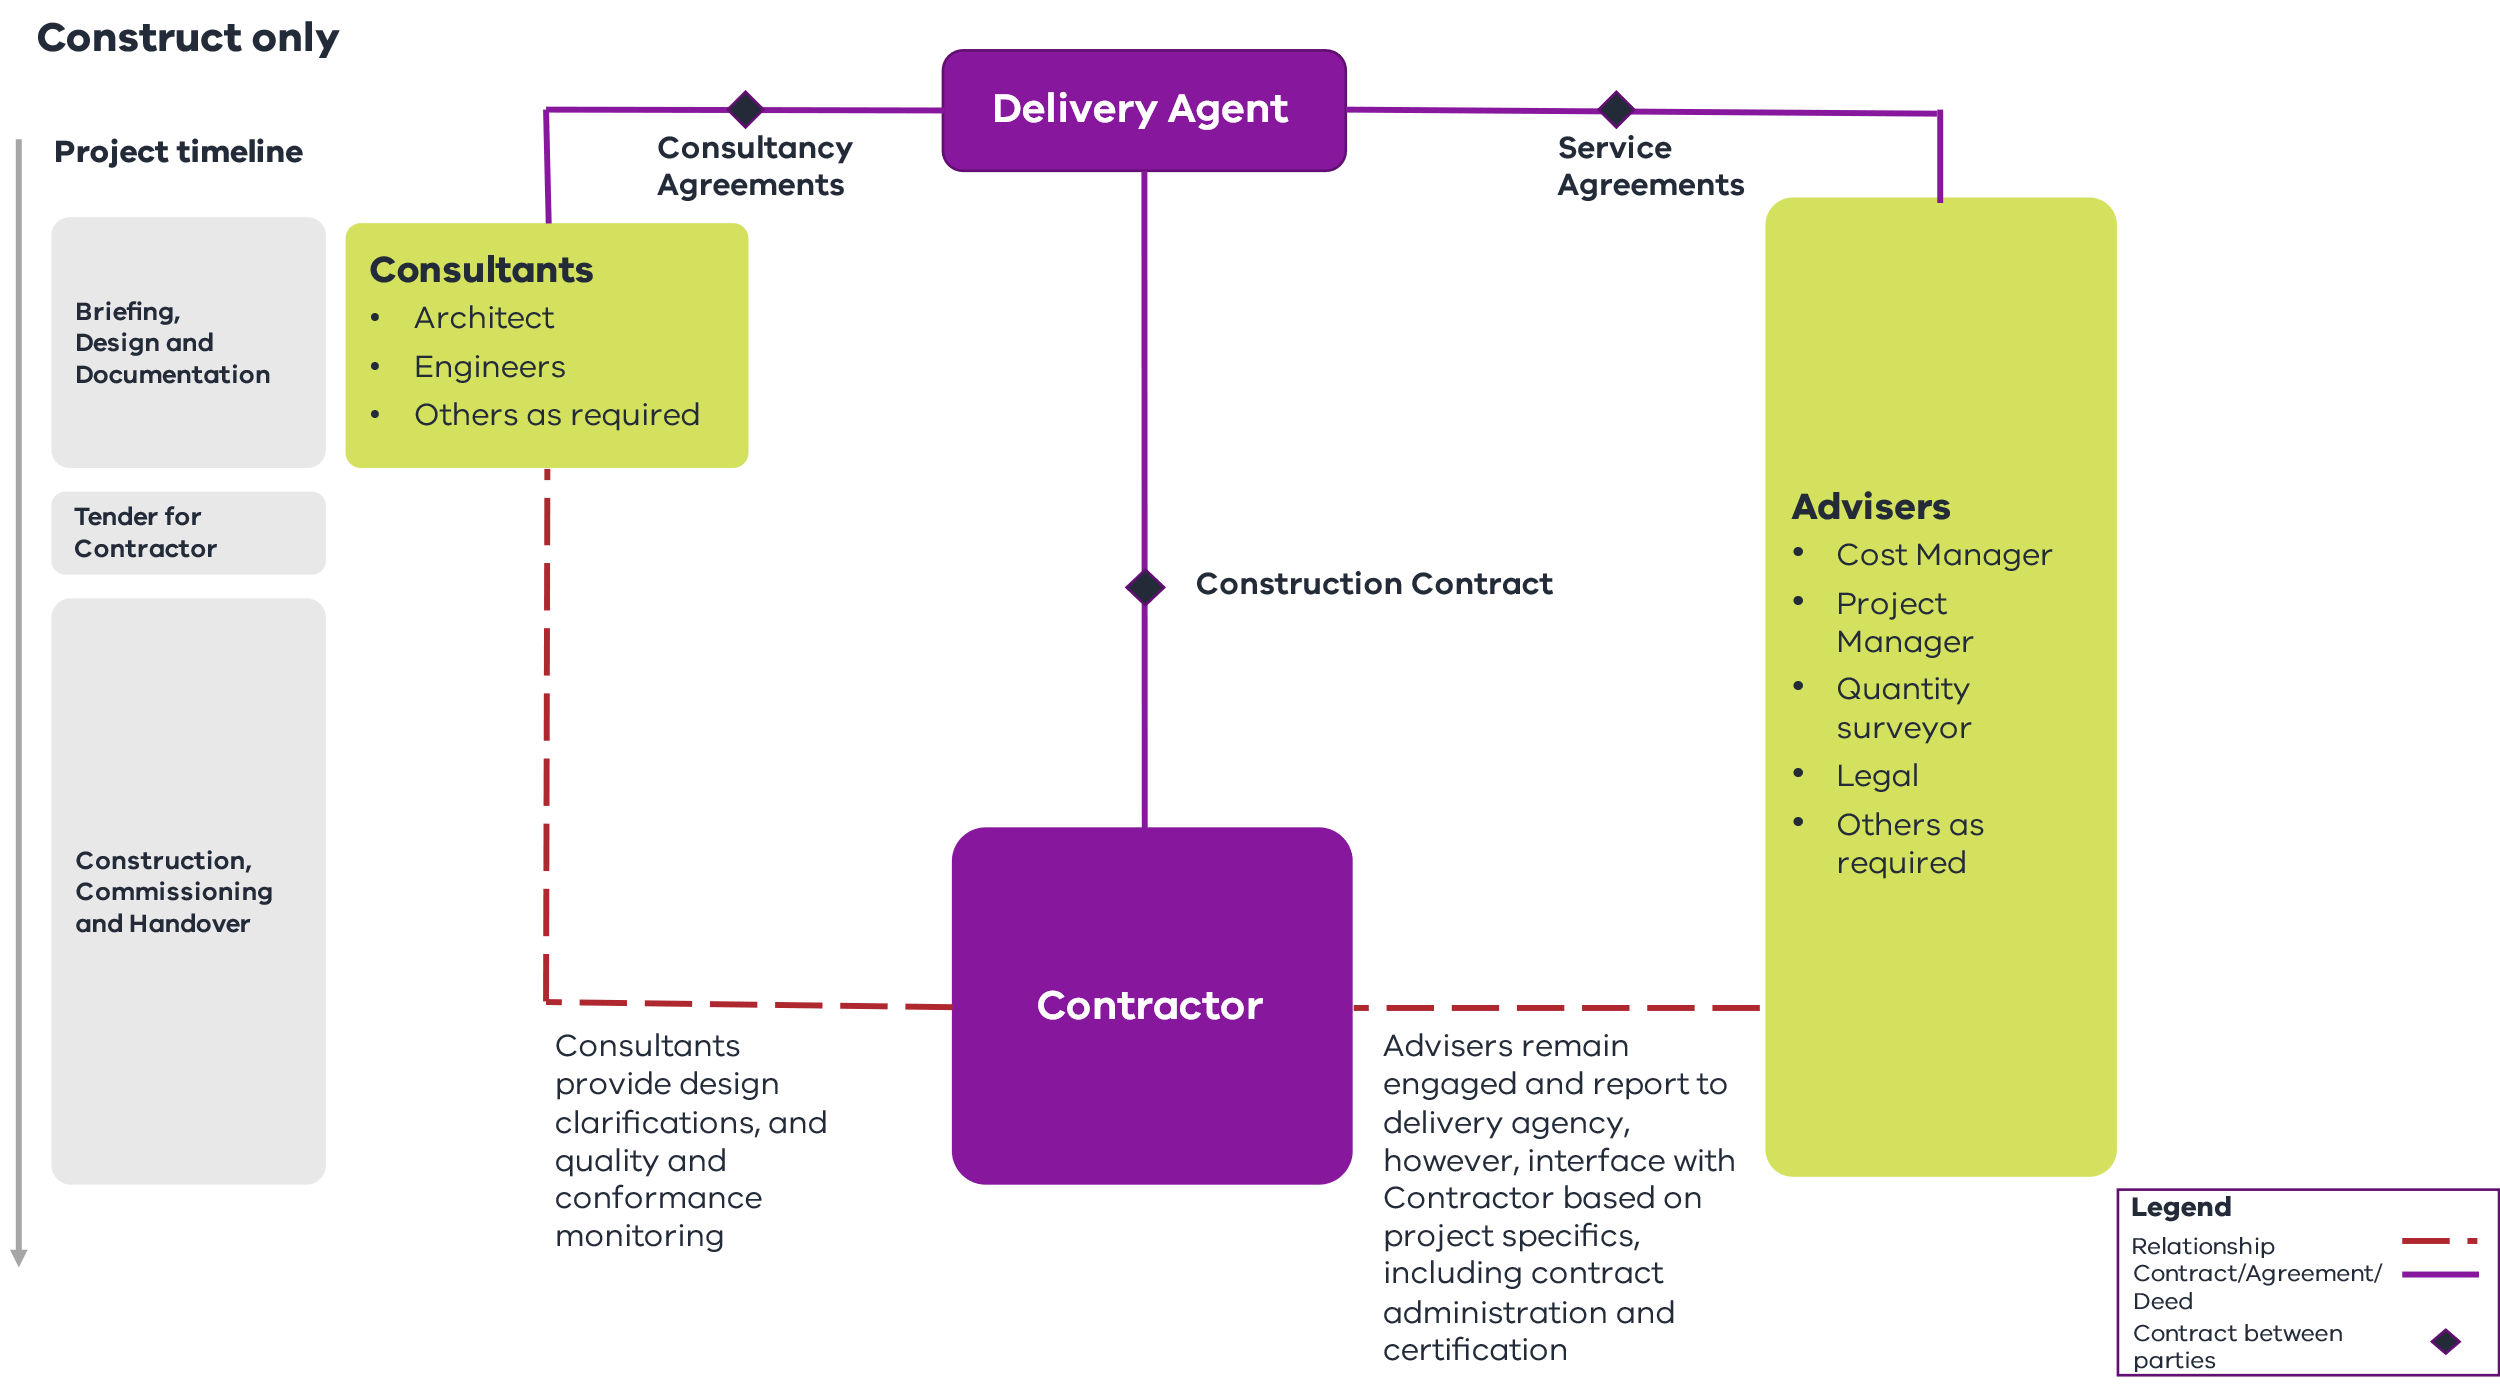 Construct only
Delivery Agent
Project timeline
Consultancy
Agreements
Service
Agreements
Briefing,
Design and
Documentation
Consultants
• Architect
• Engineers
• Others as required
Tender for
Contractor
Construction Contract
Advisers
• Cost Manager
• Project
Manager
• Quantity
surveyor
• Legal
• Others as
required
Construction,
Commissioning
and Handover
Contractor
Consultants
provide design
clarifications, and
quality and
conformance
monitoring
Advisers remain
engaged and report to
delivery agency,
however, interface with
Contractor based on
project specifics,
including contract
administration and
certification
Legend
Relationship
Contract/Agreement/
Deed
Contract between
parties